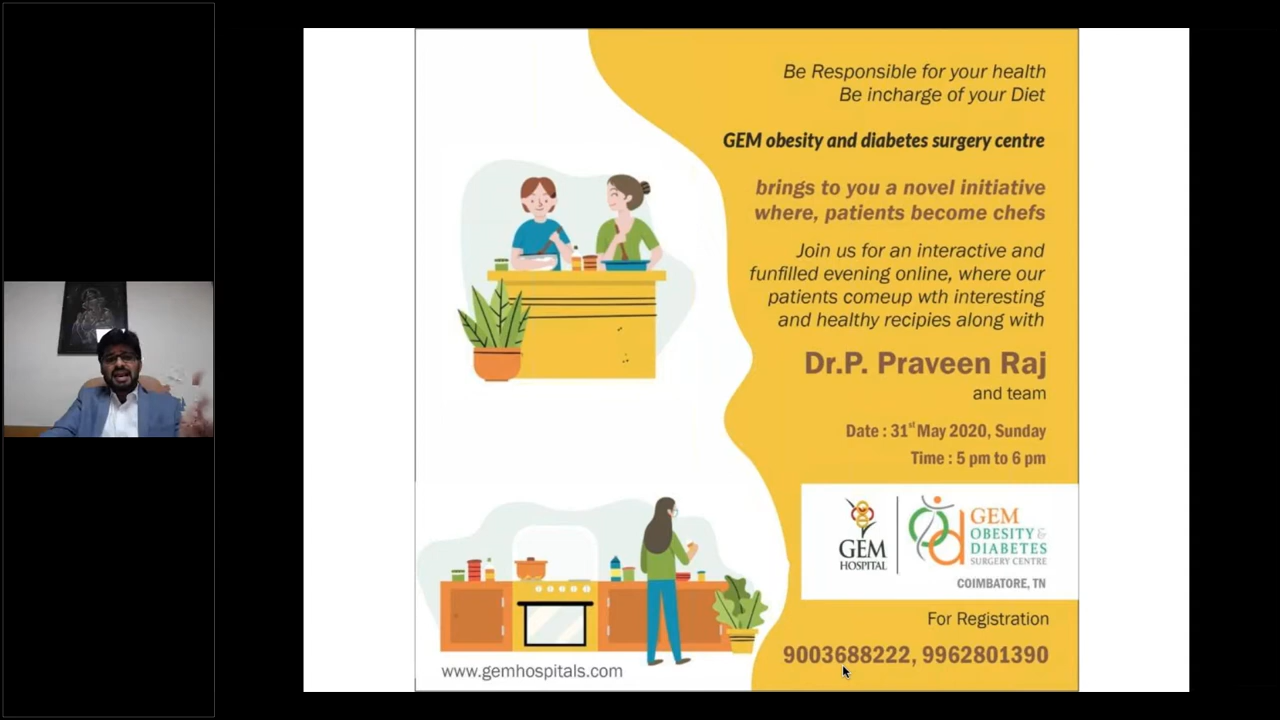 Be Responsible for your health
Be incharge of your Diet
GEM obesity and diabetes surgery centre
brings to you a novel initiative
where, patients become chefs
Join us for an interactive and
funfilled evening online, where our
patients comeup wth interesting
and healthy recipies along with
Dr.P. Praveen Raj
and team
Date : 31st May 2020, Sunday
Time : 5 pm to 6 pm
GEM
HOSPITAL
GEM
OBESITY &
DIABETES
SURGERY CENTRE
COIMBATORE, TN
For Registration
9003688222, 9962801390
www.gemhospitals.com